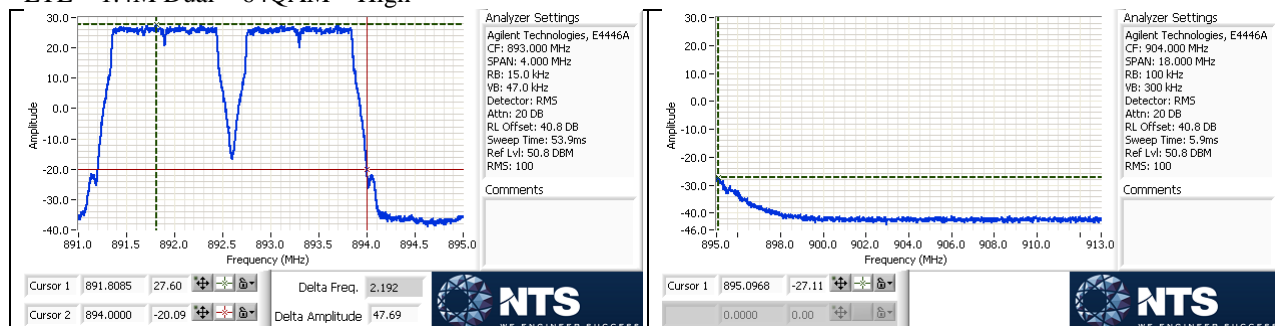 LTE 1.4M Dual 64QAM High
30.0
20.0
10.0
0.0
-10.0
-20.0
-30.0
-40.0
Amplitude
891.0 891.5 892.0 892.5 893.0 893.5 894.0 894.5 895.0
Frequency (MHz)
Analyzer Settings
Agilent Technologies, E4446A
CF: 893.000 MHz
SPAN: 4.000 MHz
RB: 15.0 kHz
VB: 47.0 kHz
Detector: RMS
Attn: 20 DB
RL Offset: 40.8 DB
Sweep Time: 53.9ms
Ref Lvl: 50.8 DBM
RMS: 100
Comments
Cursor 1 891.8085 27.60
Cursor 2 894.0000 -20.09
Delta Freq. 2.192
Delta Amplitude 47.69
NTS
WE ENGINEER SUCCESS
30.0
20.0
10.0
0.0
-10.0
-20.0
-30.0
-40.0
-46.0
Amplitude
895.0 898.0 900.0 902.0 904.0 906.0 908.0 910.0 913.0
Frequency (MHz)
Analyzer Settings
Agilent Technologies, E4446A
CF: 904.000 MHz
SPAN: 18.000 MHz
RB: 100 kHz
VB: 300 kHz
Detector: RMS
Attn: 20 DB
RL Offset: 40.8 DB
Sweep Time: 5.9ms
Ref Lvl: 50.8 DBM
RMS: 100
Comments
Cursor 1 895.0968 -27.11
0.0000 0.00
NTS
WE ENGINEER SUCCESS